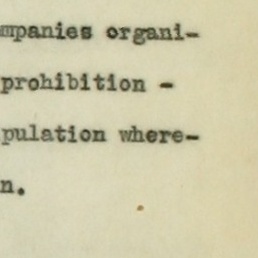 mpanies organi-
prohibition -
pulation where-
n.